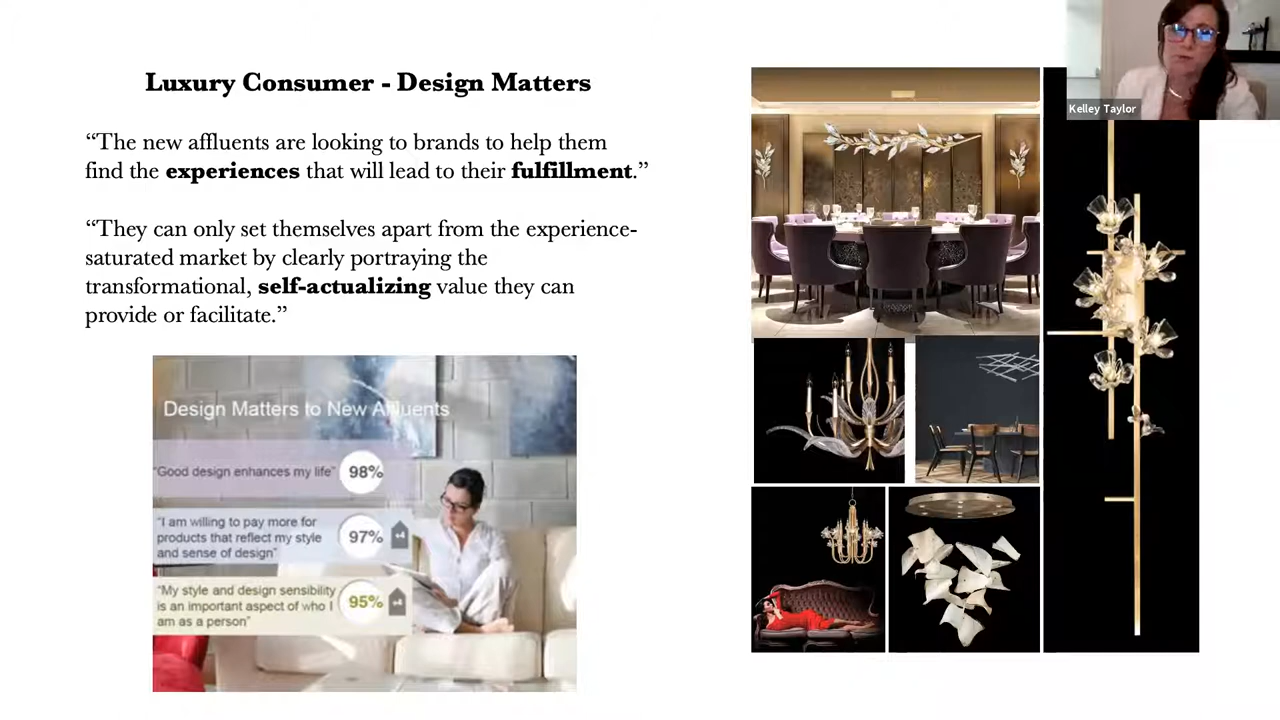 Luxury Consumer - Design Matters
“The new affluents are looking to brands to help them
find the experiences that will lead to their fulfillment.”
“They can only set themselves apart from the experience-
saturated market by clearly portraying the
transformational, self-actualizing value they can
provide or facilitate.”
Design Matters to New Affluents
“Good design enhances my life” 98%
“I am willing to pay more for
products that reflect my style 97% +4
and sense of design”
“My style and design sensibility
is an important aspect of who I 95% +4
am as a person”
Kelley Taylor